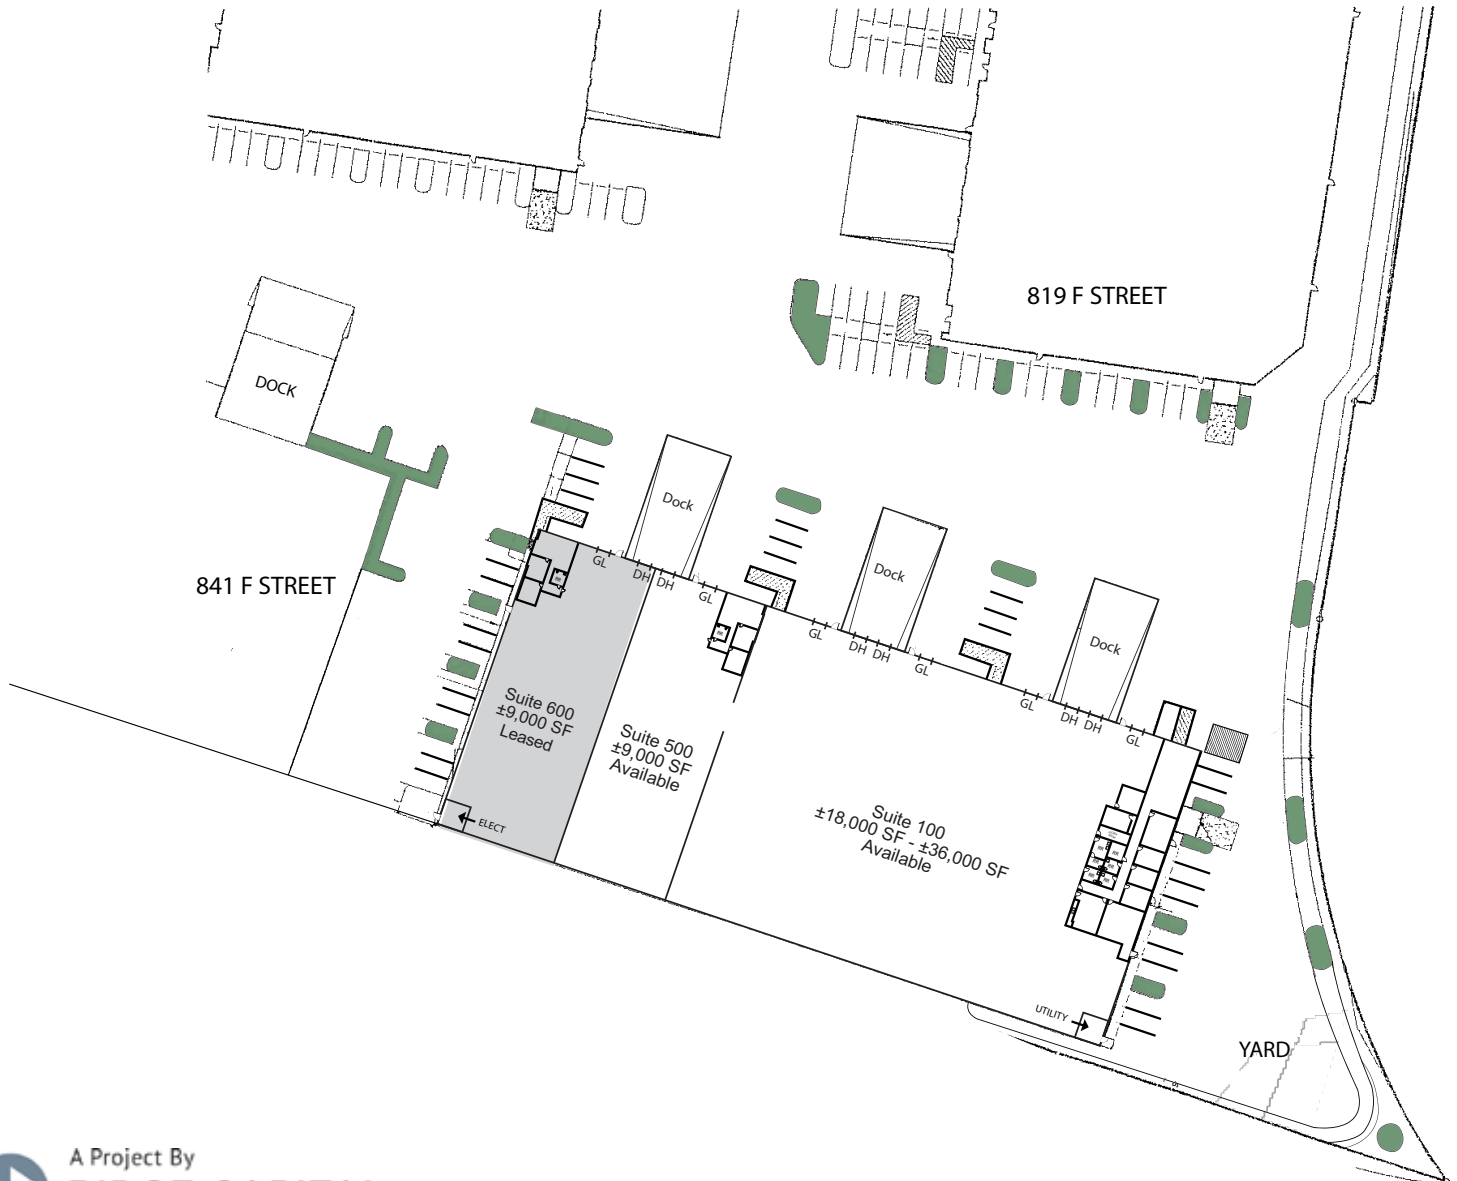 819 F STREET
DOCK
841 F STREET
Dock
Dock
Dock
GL
DH
DH
GL
GL
DH
DH
GL
GL
DH
DH
GL
Suite 600
±9,000 SF
Leased
Suite 500
±9,000 SF
Available
Suite 100
±18,000 SF - ±36,000 SF
Available
ELECT
UTILITY
YARD
A Project By